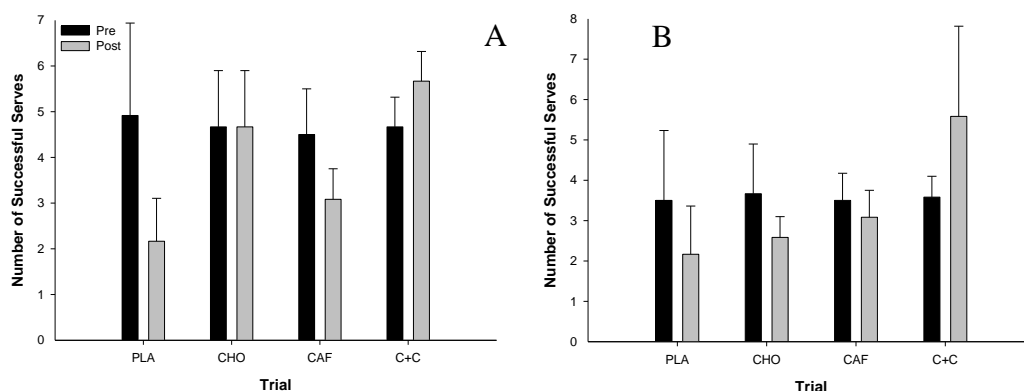 A
Pre
Post
Number of Successful Serves
7
6
5
4
3
2
1
0
PLA CHO CAF C+C
Trial
B
Number of Successful Serves
8
7
6
5
4
3
2
1
0
PLA CHO CAF C+C
Trial